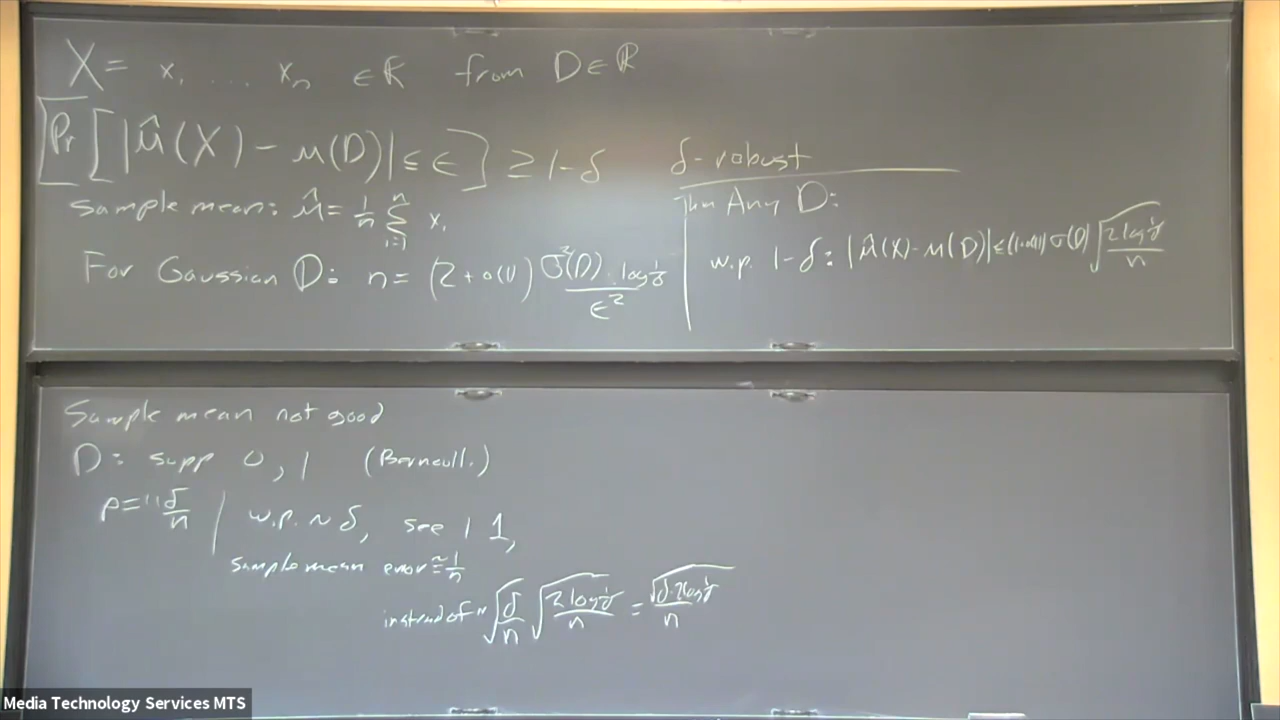 X = x₁ ... xₙ ∈ ℝ from D ∈ ℝ
Pr [ |μ̂(X) - μ(D)| ≤ ε ] ≥ 1-δ
δ-robust
Sample mean: μ̂ = 1/n Σ_{i=1}^{n} xᵢ
For Gaussian D: n = (2 + o(1)) σ²(D) · log 1/δ / ε²
Thm Any D:
w.p. 1-δ: |μ̂(X) - μ(D)| ≤ (1+o(1)) σ(D) √(2 log 1/δ / n)
Sample mean not good
D: supp 0, 1 (Bernoulli)
p = "δ/n
w.p. ~ δ, see 1 1,
sample mean error ≈ 1/n
instead of ≈ √(δ/n) √(2 log 1/δ / n) = √(δ·2 log 1/δ) / n
Media Technology Services MTS